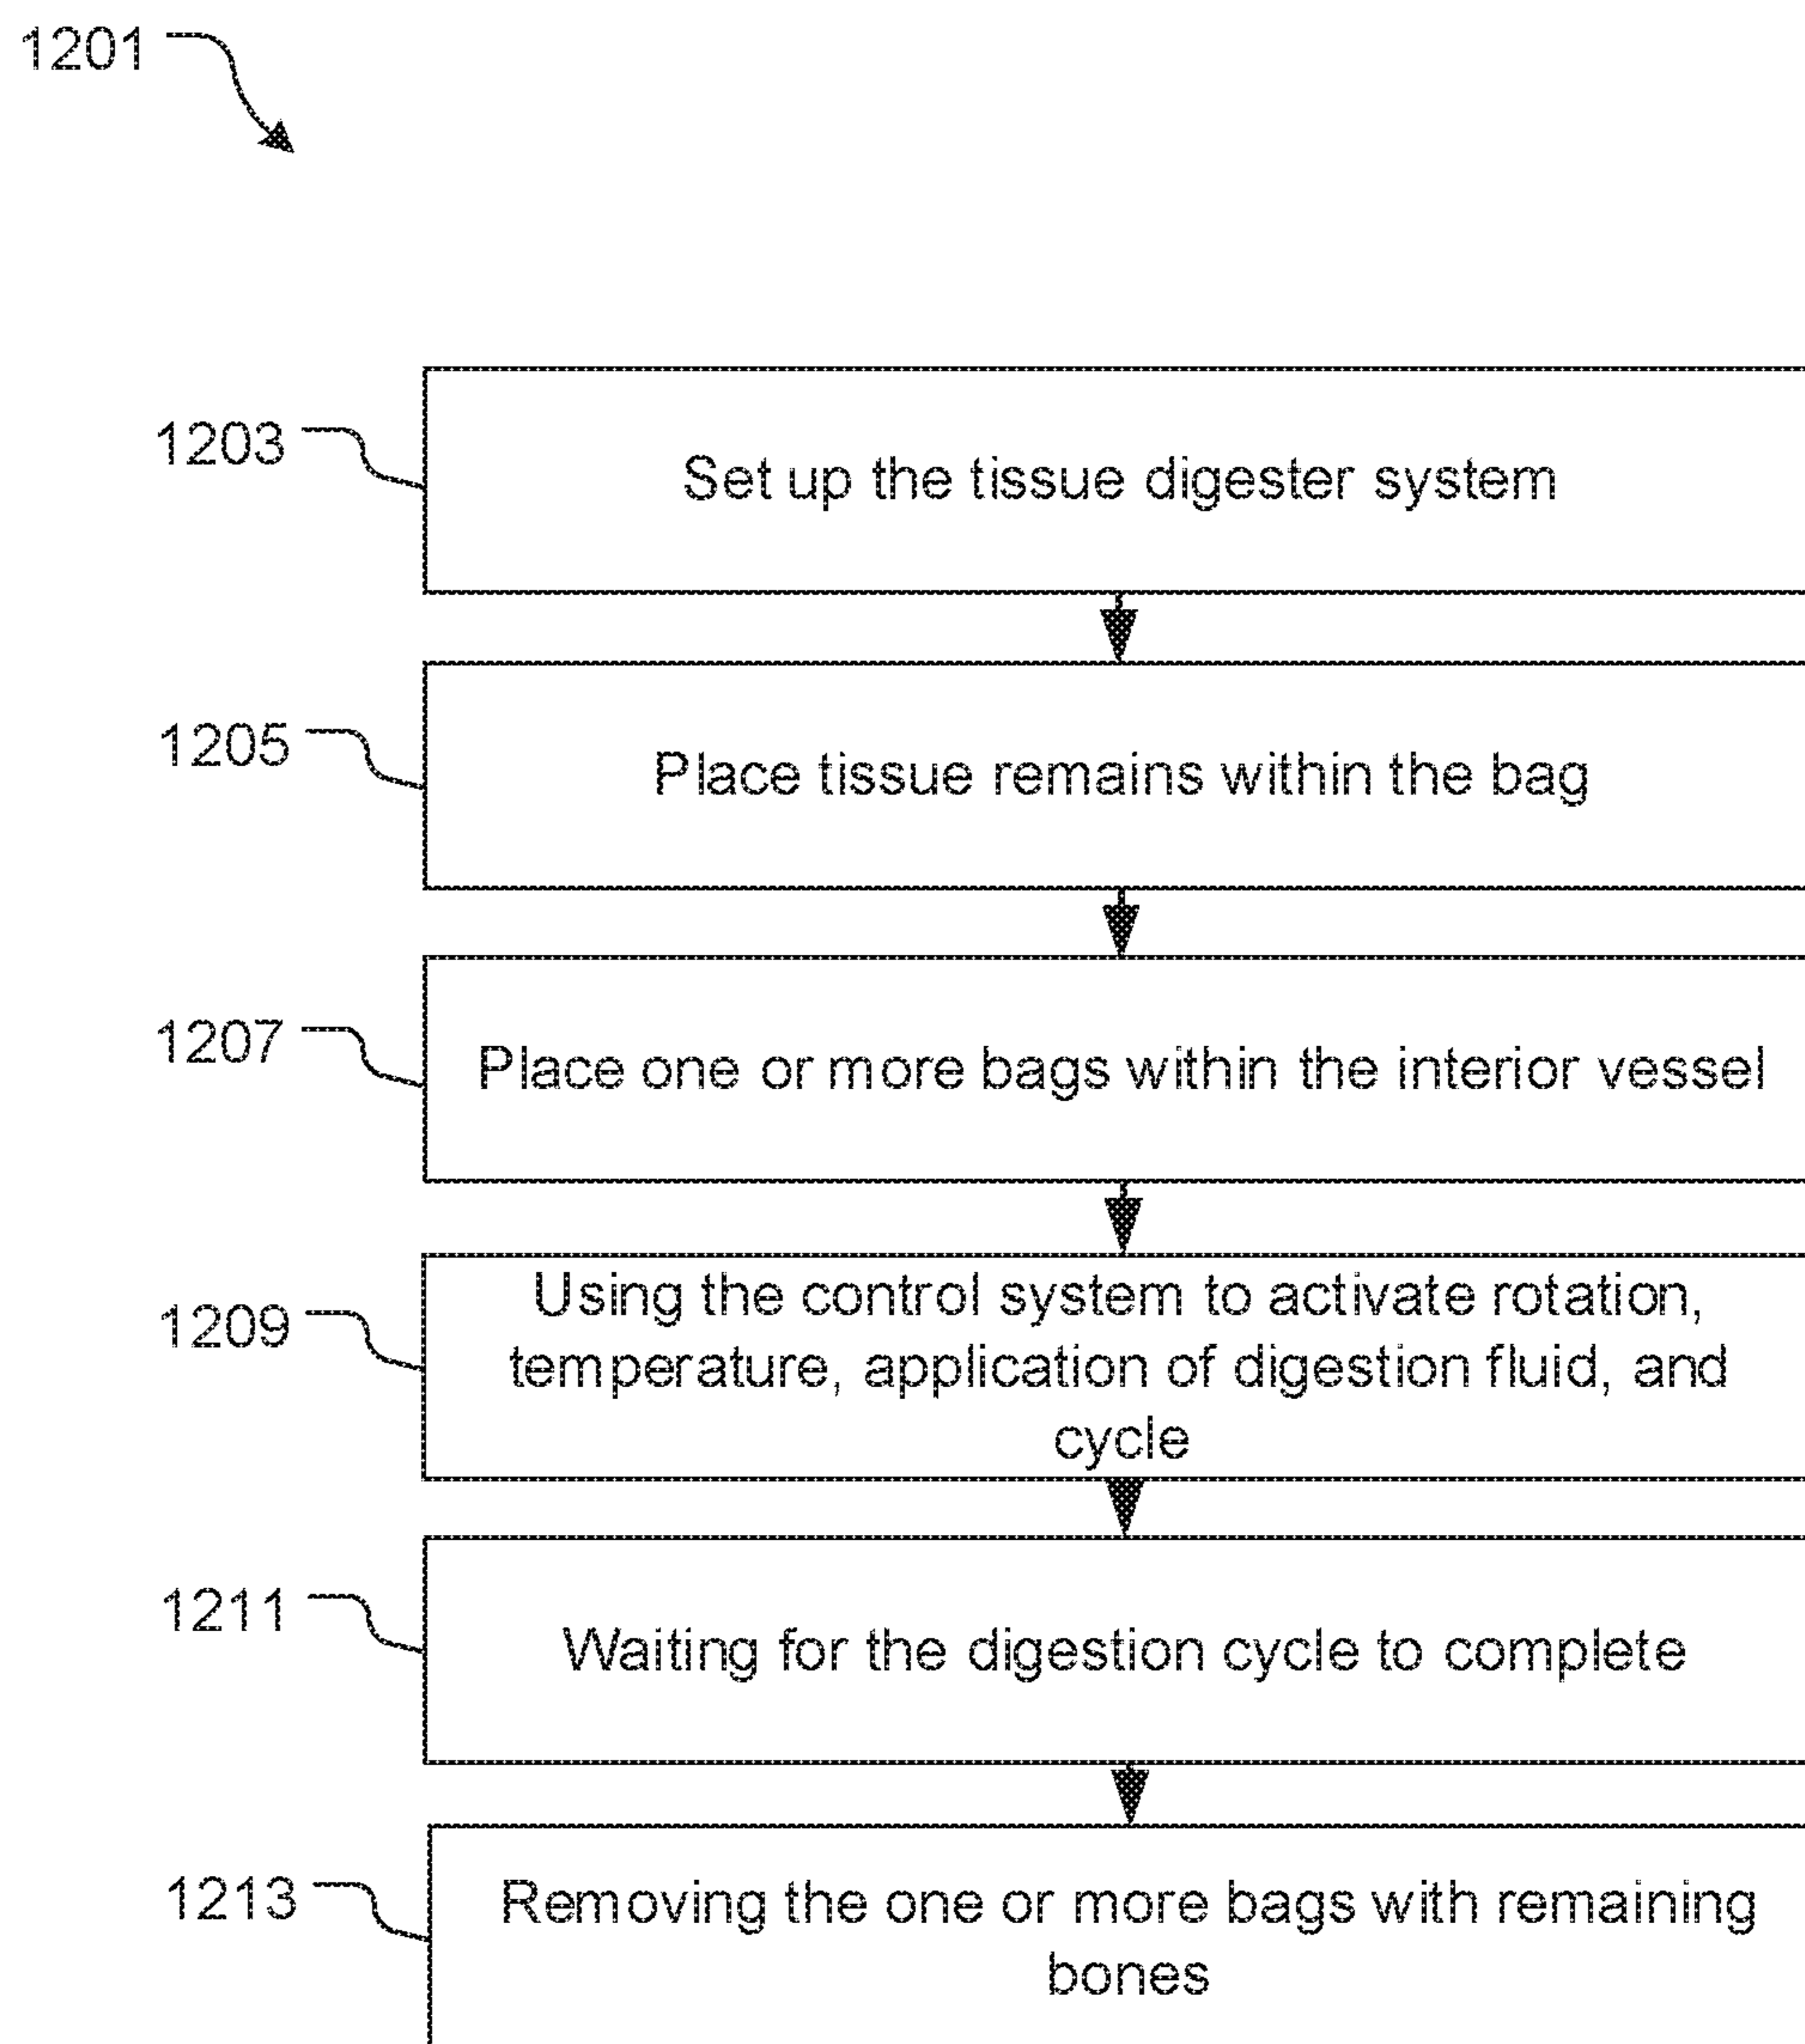 1201
1203
Set up the tissue digester system
1205
Place tissue remains within the bag
1207
Place one or more bags within the interior vessel
1209
Using the control system to activate rotation,
temperature, application of digestion fluid, and
cycle
1211
Waiting for the digestion cycle to complete
1213
Removing the one or more bags with remaining
bones